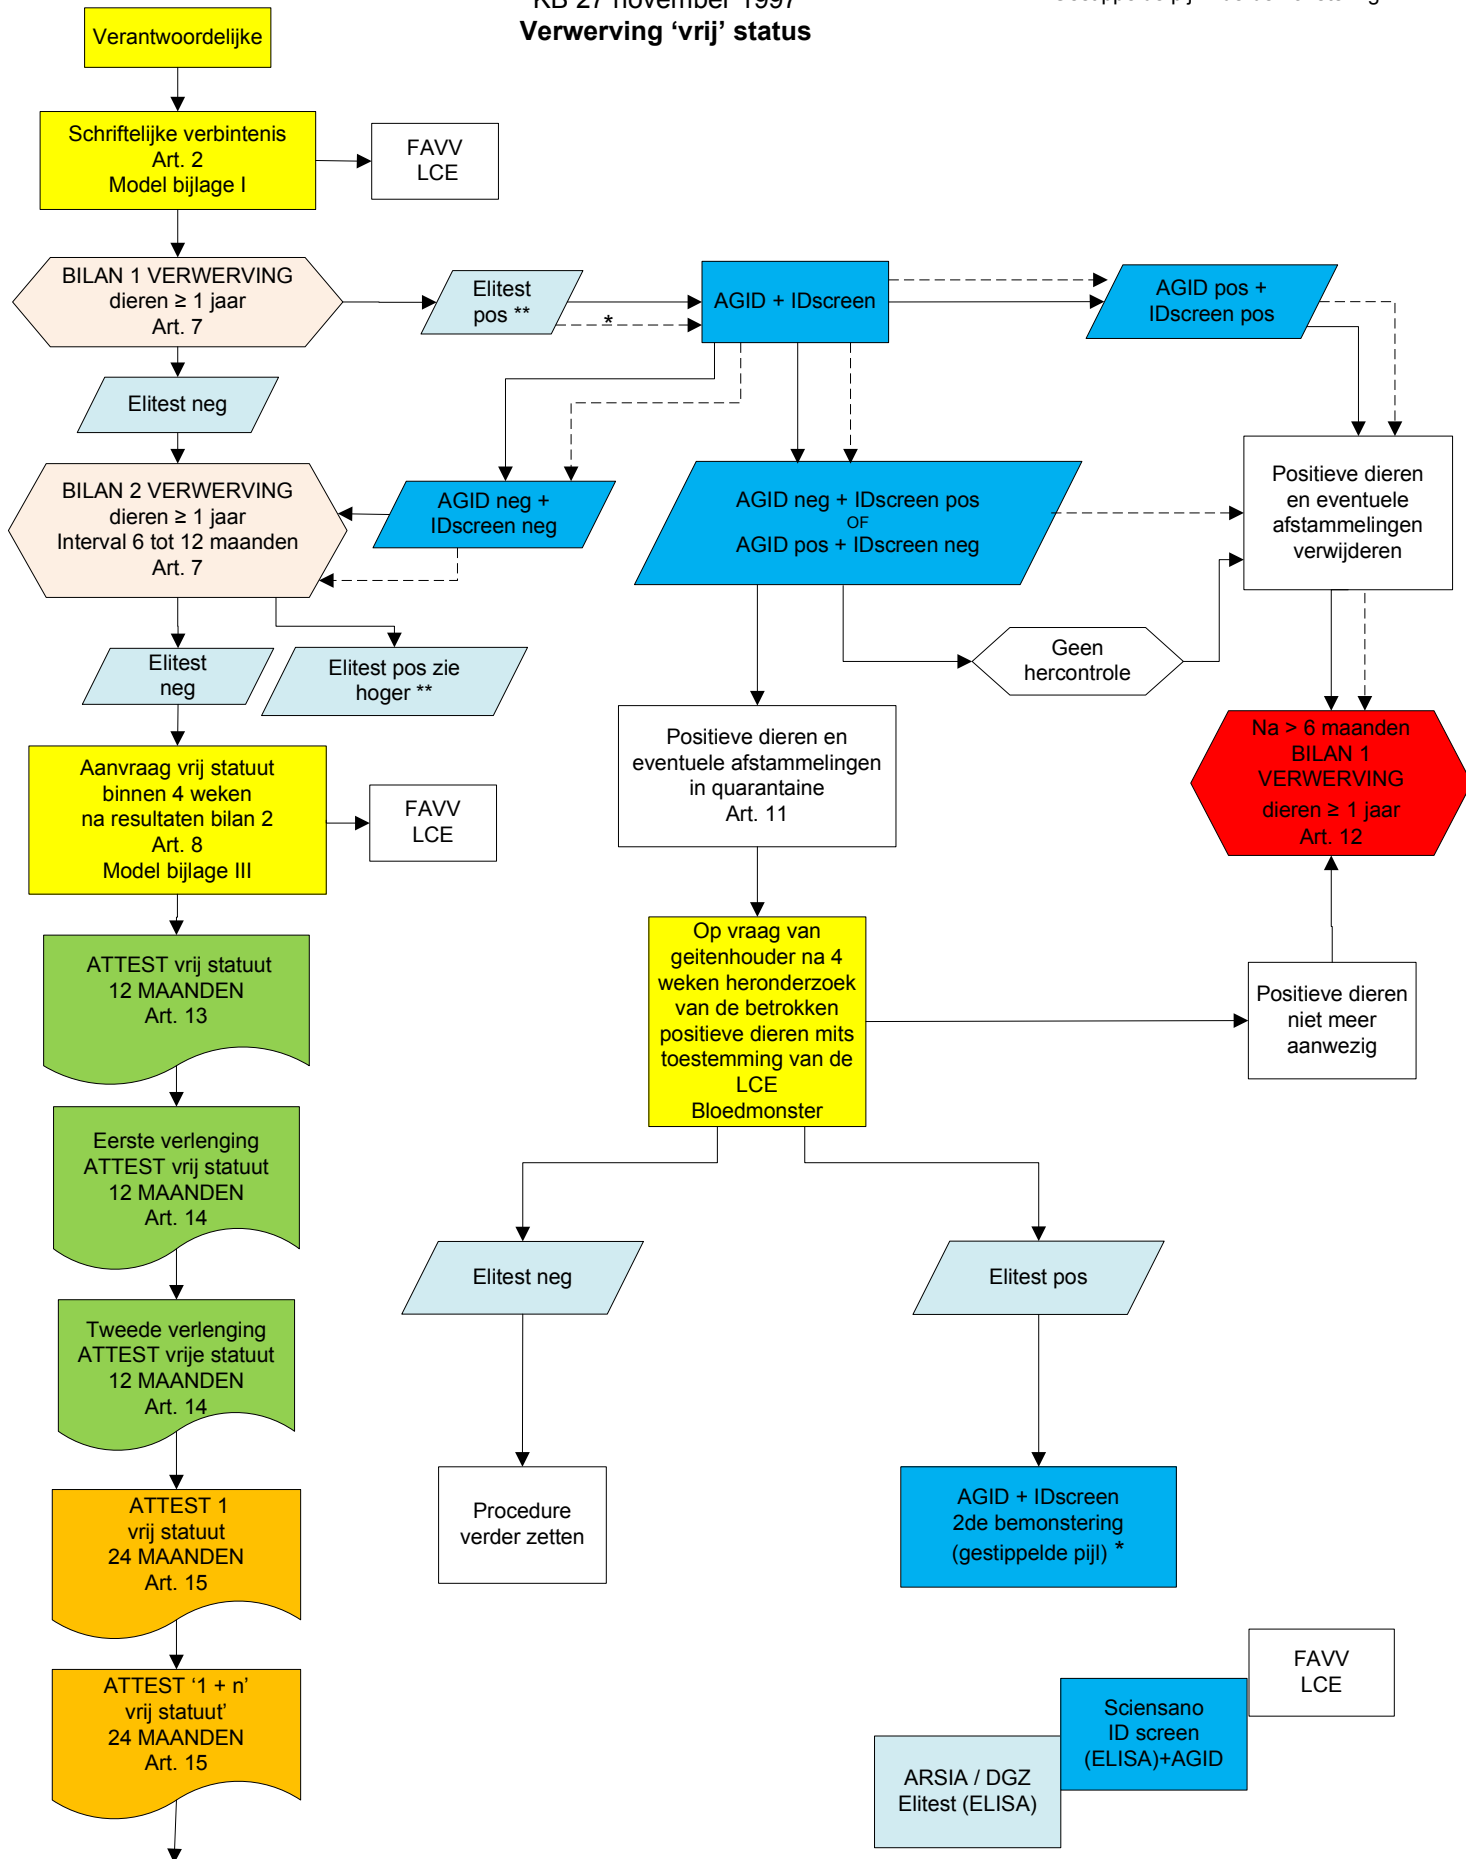 KB 27 november 1997
Verwerving ‘vrij’ status
Verantwoordelijke
Schriftelijke verbintenis
Art. 2
Model bijlage I
FAVV
LCE
BILAN 1 VERWERVING
dieren ≥ 1 jaar
Art. 7
Elitest
pos **
*
AGID + IDscreen
AGID pos +
IDscreen pos
Elitest neg
BILAN 2 VERWERVING
dieren ≥ 1 jaar
Interval 6 tot 12 maanden
Art. 7
AGID neg +
IDscreen neg
AGID neg + IDscreen pos
OF
AGID pos + IDscreen neg
Positieve dieren
en eventuele
afstammelingen
verwijderen
Geen
hercontrole
Elitest
neg
Elitest pos zie
hoger **
Positieve dieren en
eventuele afstammelingen
in quarantaine
Art. 11
Na > 6 maanden
BILAN 1
VERWERVING
dieren ≥ 1 jaar
Art. 12
Aanvraag vrij statuut
binnen 4 weken
na resultaten bilan 2
Art. 8
Model bijlage III
FAVV
LCE
ATTEST vrij statuut
12 MAANDEN
Art. 13
Op vraag van
geitenhouder na 4
weken heronderzoek
van de betrokken
positieve dieren mits
toestemming van de
LCE
Bloedmonster
Positieve dieren
niet meer
aanwezig
Eerste verlenging
ATTEST vrij statuut
12 MAANDEN
Art. 14
Elitest neg
Elitest pos
Tweede verlenging
ATTEST vrije statuut
12 MAANDEN
Art. 14
Procedure
verder zetten
AGID + IDscreen
2de bemonstering
(gestippelde pijl) *
ATTEST 1
vrij statuut
24 MAANDEN
Art. 15
ATTEST ‘1 + n’
vrij statuut’
24 MAANDEN
Art. 15
FAVV
LCE
Sciensano
ID screen
(ELISA)+AGID
ARSIA / DGZ
Elitest (ELISA)